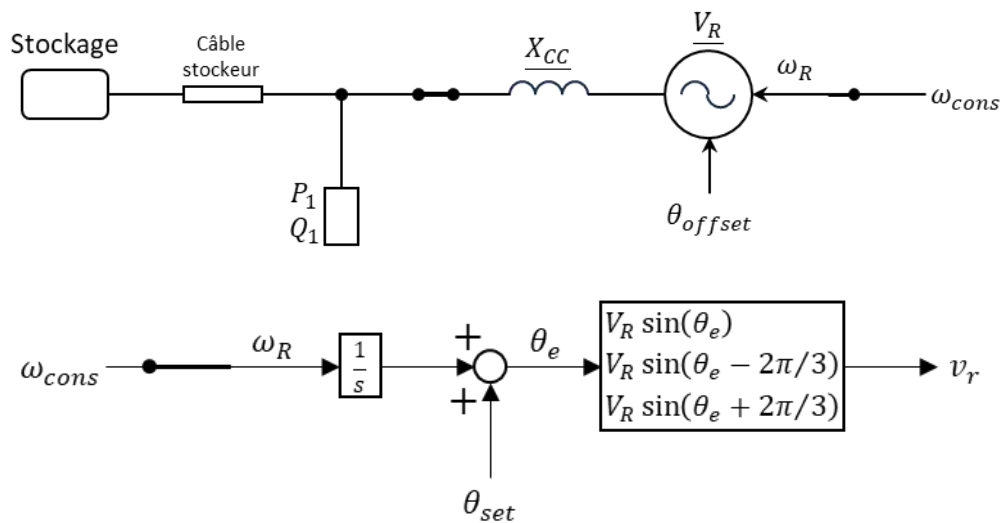 Stockage
Câble
stockeur
X_CC
V_R
ω_R
ω_cons
P_1
Q_1
θ_offset
ω_cons
ω_R
1
s
+
+
θ_e
V_R sin(θ_e)
V_R sin(θ_e − 2π/3)
V_R sin(θ_e + 2π/3)
v_r
θ_set